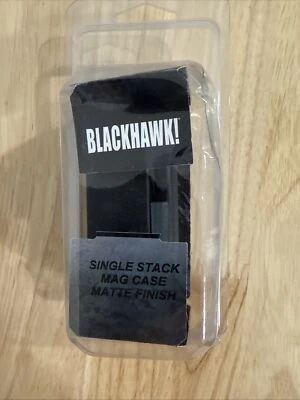 BLACKHAWK!
SINGLE STACK
MAG CASE
MATTE FINISH